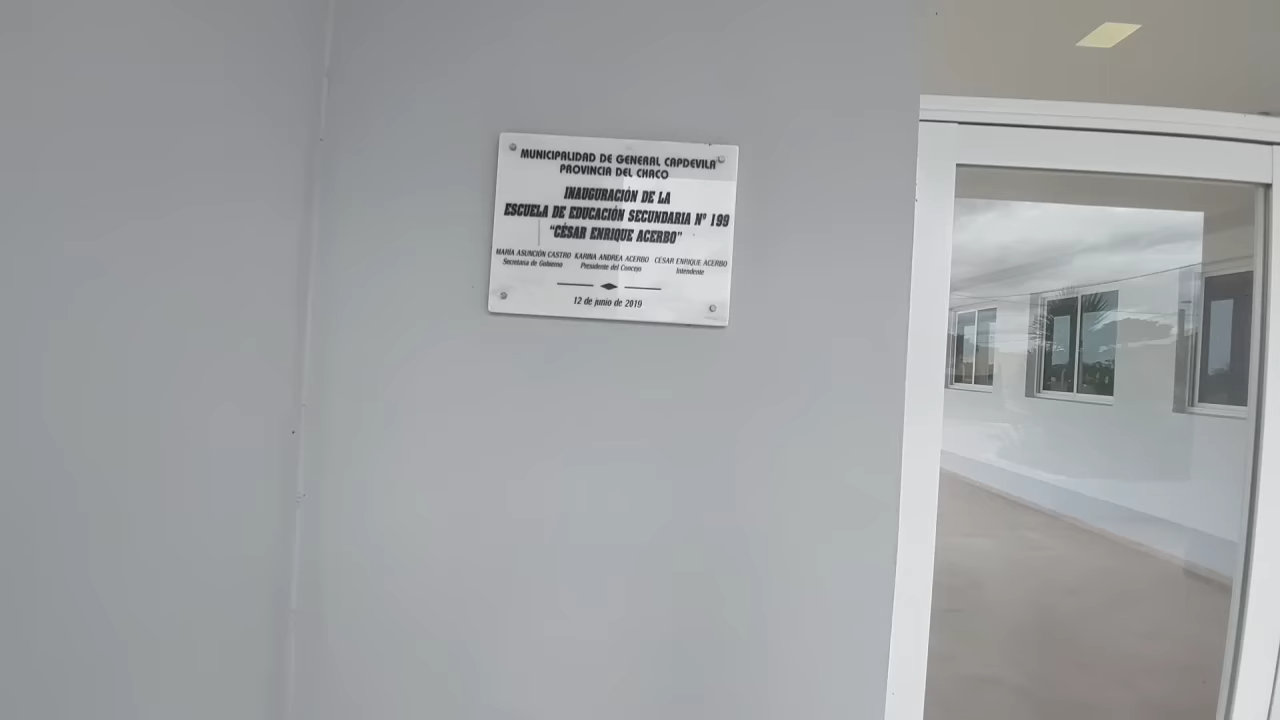 MUNICIPALIDAD DE GENERAL CAPDEVILA
PROVINCIA DEL CHACO
INAUGURACIÓN DE LA
ESCUELA DE EDUCACIÓN SECUNDARIA Nº 199
"CÉSAR ENRIQUE ACERBO"
MARÍA ASUNCIÓN CASTRO KARINA ANDREA ACERBO CÉSAR ENRIQUE ACERBO
Secretaria de Gobierno Presidente del Concejo Intendente
12 de junio de 2019